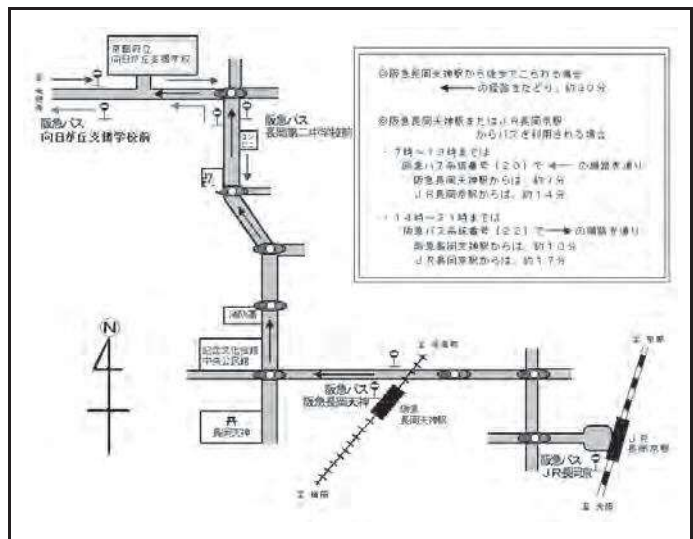 京都府立
向日が丘支援学校
阪急バス
向日が丘支援学校前
阪急バス
長岡第二中学校前
◎阪急長岡天神駅から徒歩でこられる場合
の経路をたどり、約30分
◎阪急長岡天神駅またはJR長岡京駅
からバスを利用される場合
・7時~13時までは
阪急バス系統番号(20)で の順路を通り
阪急長岡天神駅からは、約7分
JR長岡京駅からは、約14分
・14時~21時までは
阪急バス系統番号(22)で の順路を通り
阪急長岡天神駅からは、約10分
JR長岡京駅からは、約17分
N
消防署
記念文化会館
中央公民館
長岡天神
阪急バス
阪急長岡天神
阪急
長岡天神駅
阪急バス
JR長岡京
JR
長岡京駅
至 京都
至 大阪